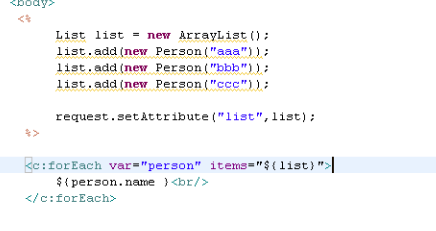 <body>
<%
List list = new ArrayList();
list.add(new Person("aaa"));
list.add(new Person("bbb"));
list.add(new Person("ccc"));
request.setAttribute("list",list);
%>
<c:forEach var="person" items="${list}">
${person.name }<br/>
</c:forEach>